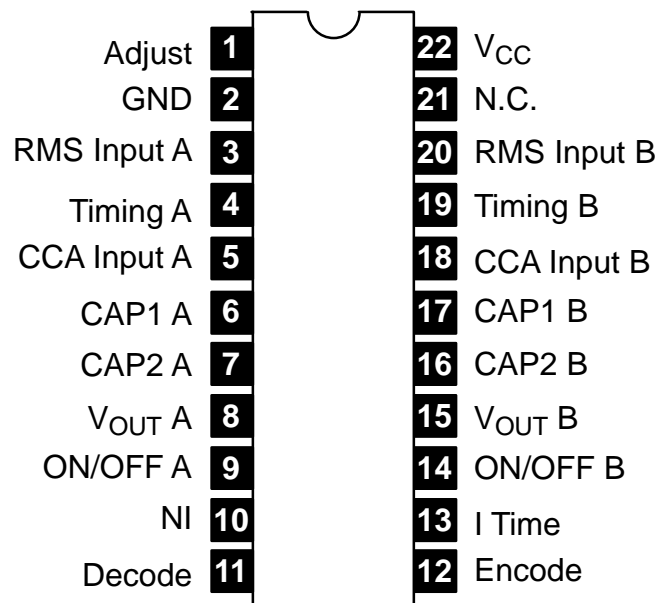 Adjust 1 22 VCC
GND 2 21 N.C.
RMS Input A 3 20 RMS Input B
Timing A 4 19 Timing B
CCA Input A 5 18 CCA Input B
CAP1 A 6 17 CAP1 B
CAP2 A 7 16 CAP2 B
VOUT A 8 15 VOUT B
ON/OFF A 9 14 ON/OFF B
NI 10 13 I Time
Decode 11 12 Encode